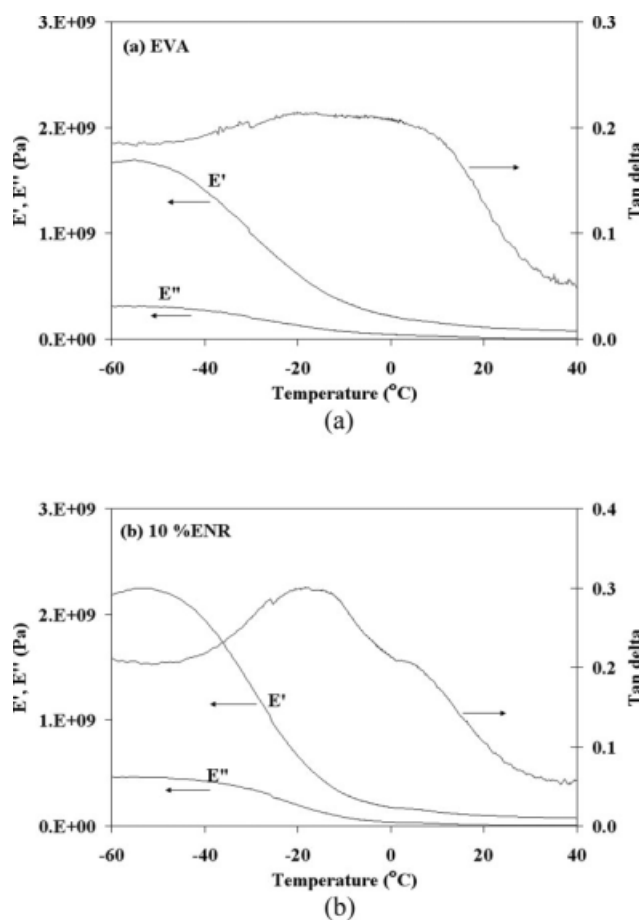 (a) EVA
3.E+09
2.E+09
1.E+09
0.E+00
E', E" (Pa)
0.3
0.2
0.1
0.0
Tan delta
E'
E"
-60 -40 -20 0 20 40
Temperature (°C)
(a)
(b) 10 %ENR
3.E+09
2.E+09
1.E+09
0.E+00
E', E" (Pa)
0.4
0.3
0.2
0.1
0.0
Tan delta
E'
E"
-60 -40 -20 0 20 40
Temperature (°C)
(b)